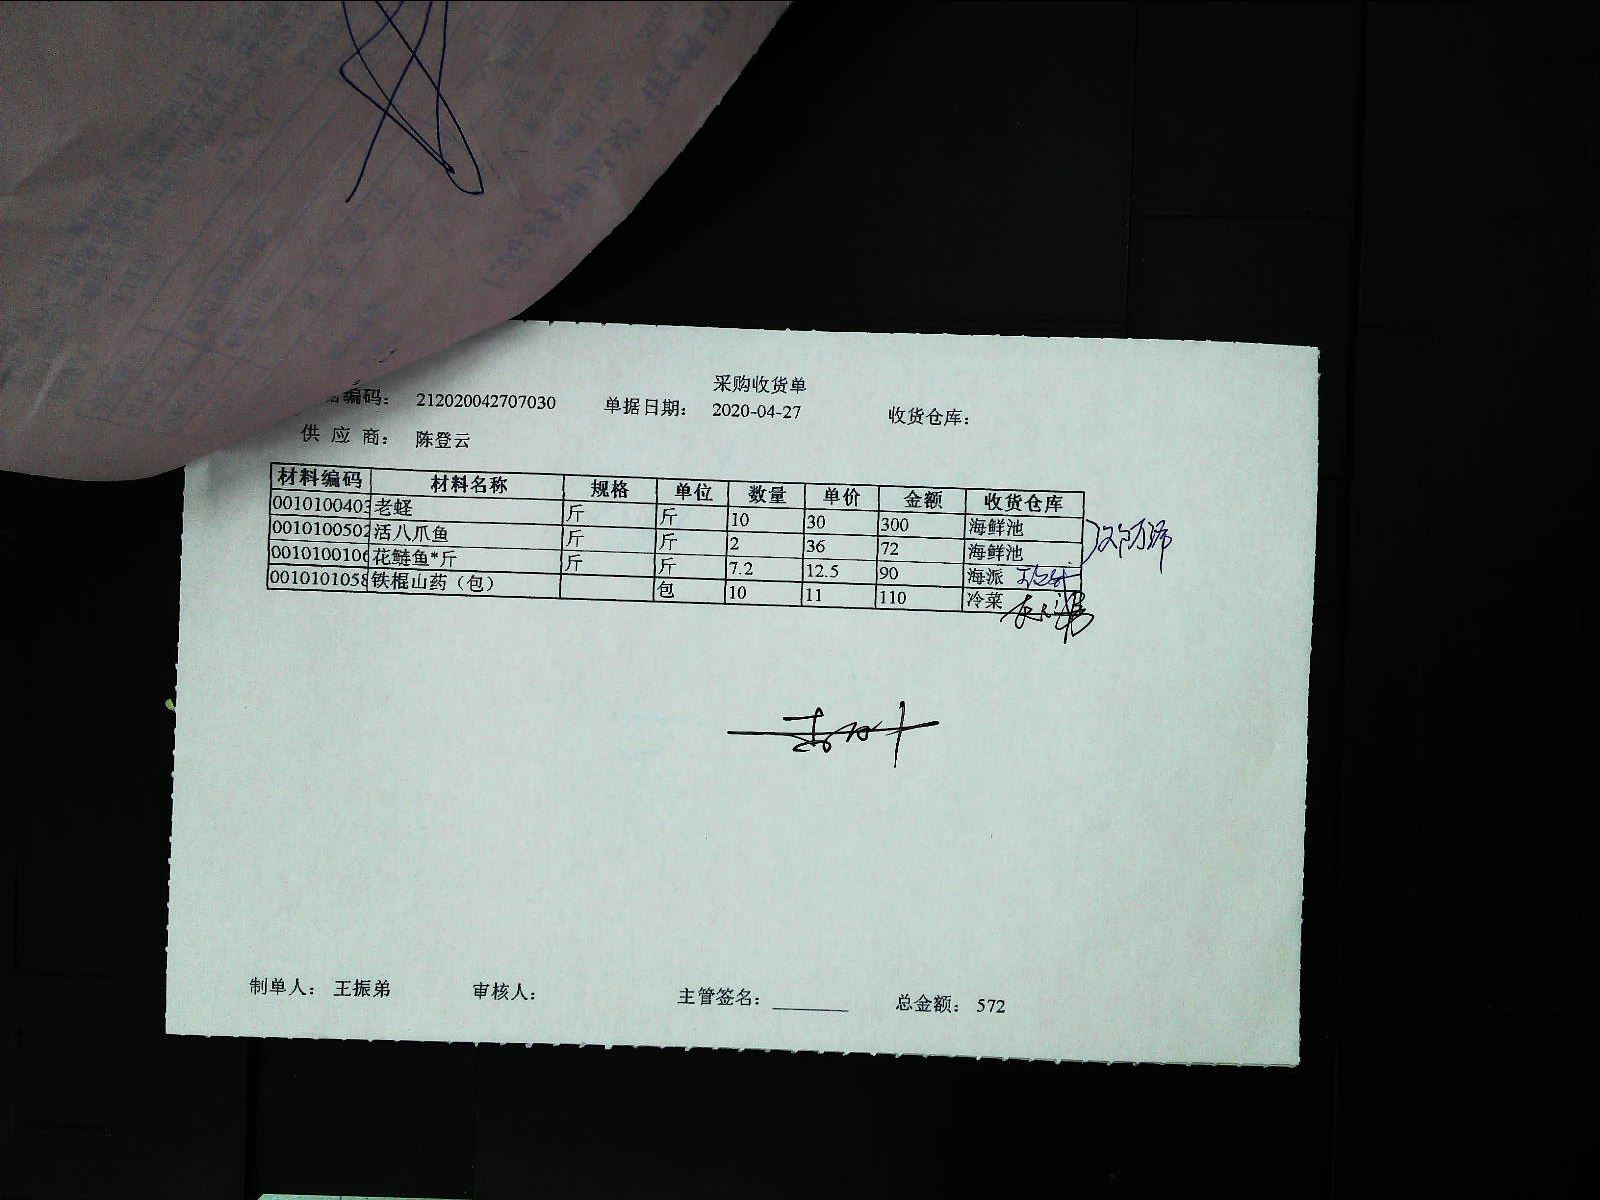 采购收货单
编码： 212020042707030 单据日期： 2020-04-27 收货仓库：
供 应 商： 陈登云
材料编码 材料名称 规格 单位 数量 单价 金额 收货仓库
0010100403 老蛏 斤 斤 10 30 300 海鲜池
0010100502 活八爪鱼 斤 斤 2 36 72 海鲜池
0010100106 花鲢鱼*斤 斤 斤 7.2 12.5 90 海派
0010101058 铁棍山药（包） 包 10 11 110 冷菜
制单人： 王振弟 审核人： 主管签名： 总金额： 572